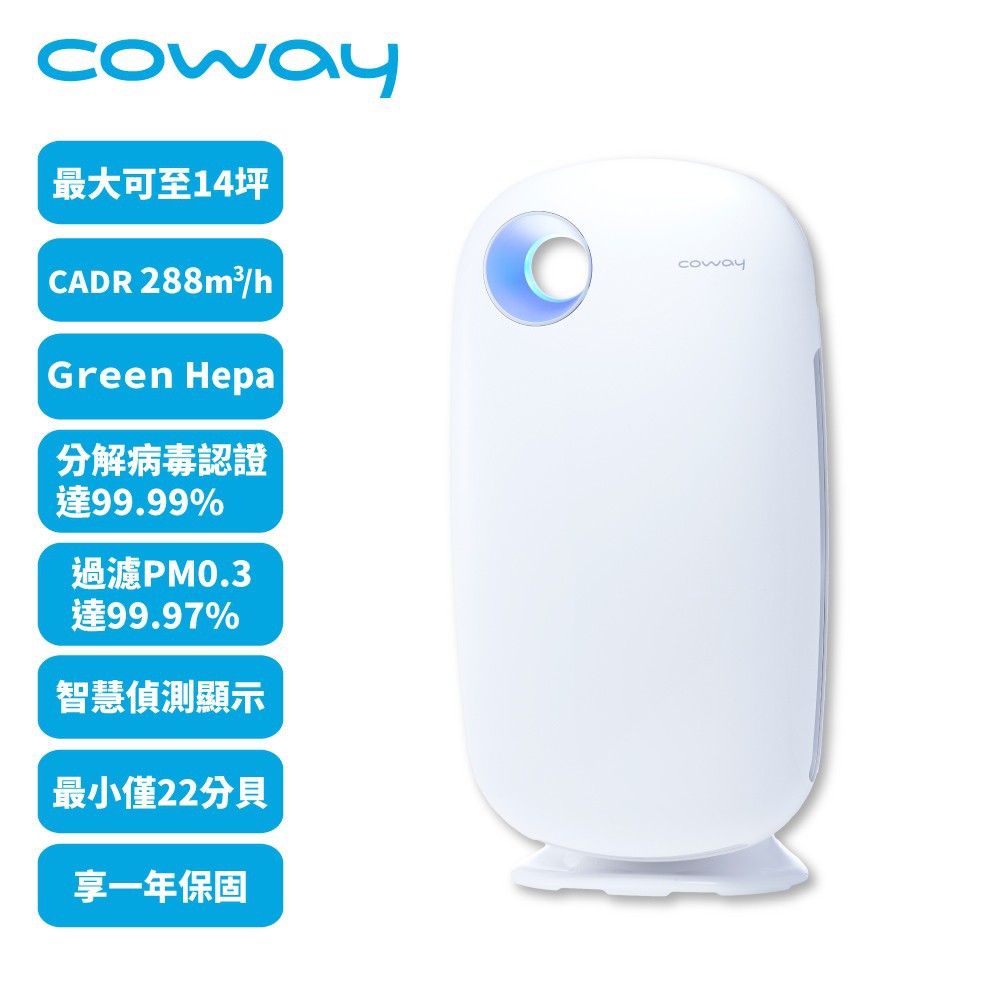 coway
最大可至14坪
CADR 288m³/h
Green Hepa
分解病毒認證
達99.99%
過濾PM0.3
達99.97%
智慧偵測顯示
最小僅22分貝
享一年保固
coway